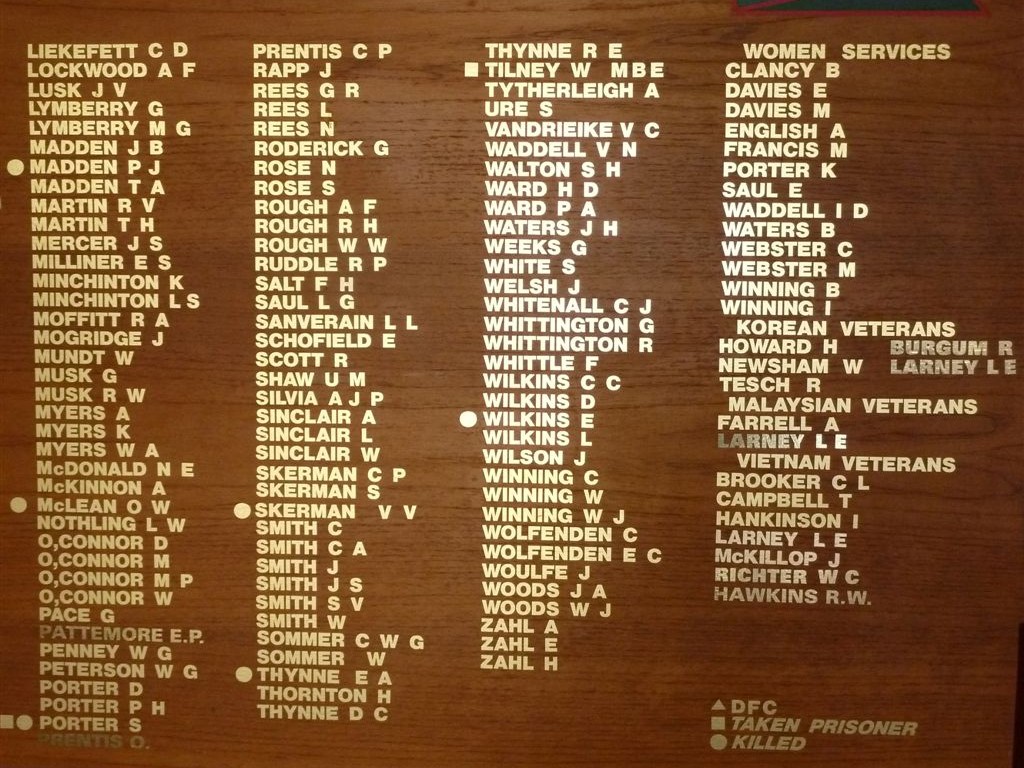 LIEKEFETT C D
LOCKWOOD A F
LUSK J V
LYMBERRY G
LYMBERRY M G
MADDEN J B
● MADDEN P J
MADDEN T A
MARTIN R V
MARTIN T H
MERCER J S
MILLINER E S
MINCHINTON K
MINCHINTON L S
MOFFITT R A
MOGRIDGE J
MUNDT W
MUSK G
MUSK R W
MYERS A
MYERS K
MYERS W A
McDONALD N E
McKINNON A
● McLEAN O W
NOTHLING L W
O,CONNOR D
O,CONNOR M
O,CONNOR M P
O,CONNOR W
PACE G
PATTEMORE E.P.
PENNEY W G
PETERSON W G
PORTER D
PORTER P H
■● PORTER S
PRENTIS O.
PRENTIS C P
RAPP J
REES G R
REES L
REES N
RODERICK G
ROSE N
ROSE S
ROUGH A F
ROUGH R H
ROUGH W W
RUDDLE R P
SALT F H
SAUL L G
SANVERAIN L L
SCHOFIELD E
SCOTT R
SHAW U M
SILVIA A J P
SINCLAIR A
SINCLAIR L
SINCLAIR W
SKERMAN C P
SKERMAN S
● SKERMAN V V
SMITH C
SMITH C A
SMITH J
SMITH J S
SMITH S V
SMITH W
SOMMER C W G
SOMMER W
● THYNNE E A
THORNTON H
THYNNE D C
THYNNE R E
■ TILNEY W MBE
TYTHERLEIGH A
URE S
VANDRIEIKE V C
WADDELL V N
WALTON S H
WARD H D
WARD P A
WATERS J H
WEEKS G
WHITE S
WELSH J
WHITENALL C J
WHITTINGTON G
WHITTINGTON R
WHITTLE F
WILKINS C C
WILKINS D
● WILKINS E
WILKINS L
WILSON J
WINNING C
WINNING W
WINNING W J
WOLFENDEN C
WOLFENDEN E C
WOULFE J
WOODS J A
WOODS W J
ZAHL A
ZAHL E
ZAHL H
WOMEN SERVICES
CLANCY B
DAVIES E
DAVIES M
ENGLISH A
FRANCIS M
PORTER K
SAUL E
WADDELL I D
WATERS B
WEBSTER C
WEBSTER M
WINNING B
WINNING I
KOREAN VETERANS
HOWARD H BURGUM R
NEWSHAM W LARNEY L E
TESCH R
MALAYSIAN VETERANS
FARRELL A
LARNEY L E
VIETNAM VETERANS
BROOKER C L
CAMPBELL T
HANKINSON I
LARNEY L E
McKILLOP J
RICHTER W C
HAWKINS R.W.
▲ DFC
■ TAKEN PRISONER
● KILLED